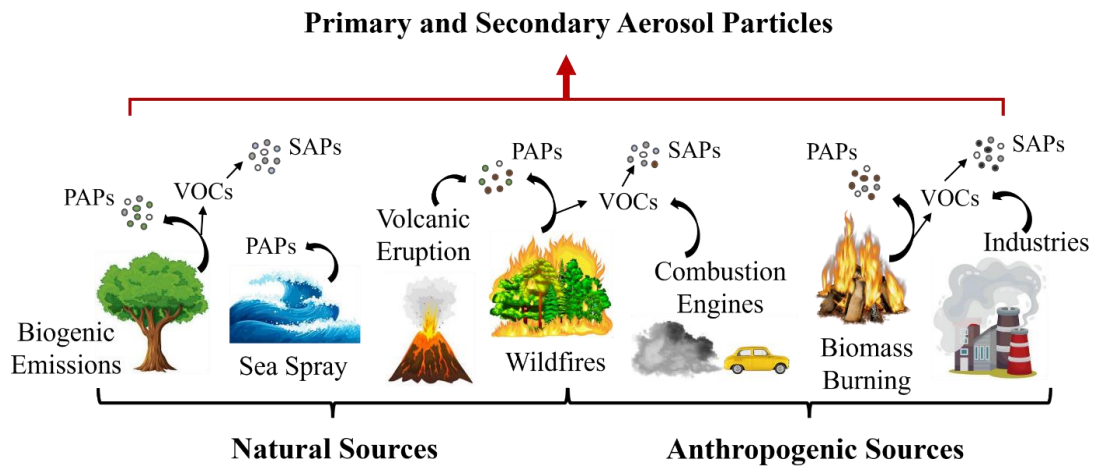 Primary and Secondary Aerosol Particles
SAPs
VOCs
PAPs
Biogenic
Emissions
PAPs
Sea Spray
Volcanic
Eruption
PAPs
Wildfires
SAPs
VOCs
Combustion
Engines
PAPs
Biomass
Burning
SAPs
VOCs
Industries
Natural Sources
Anthropogenic Sources